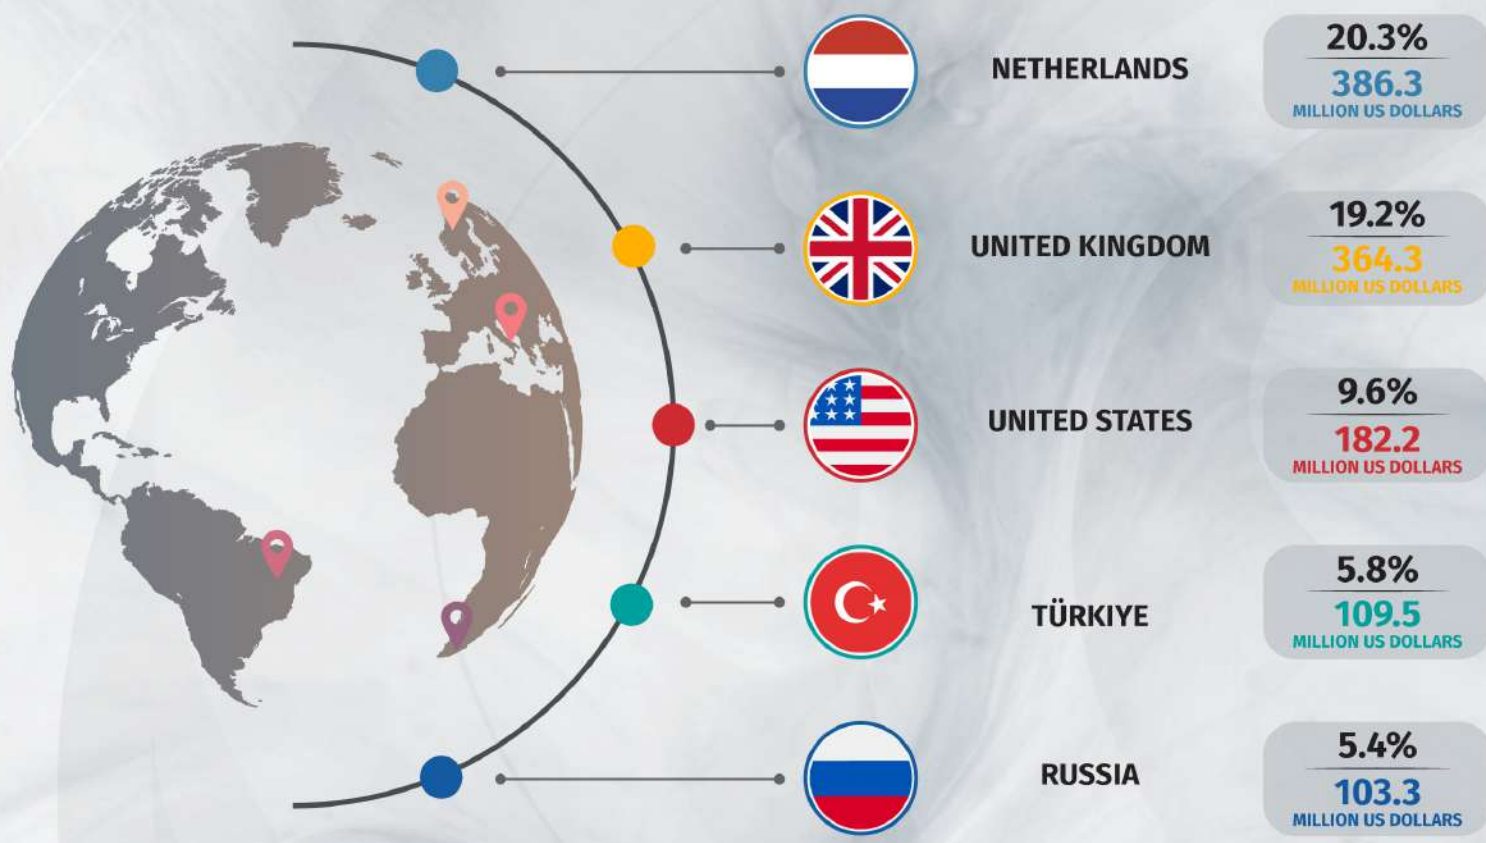 NETHERLANDS
20.3%
386.3
MILLION US DOLLARS
UNITED KINGDOM
19.2%
364.3
MILLION US DOLLARS
UNITED STATES
9.6%
182.2
MILLION US DOLLARS
TÜRKIYE
5.8%
109.5
MILLION US DOLLARS
RUSSIA
5.4%
103.3
MILLION US DOLLARS